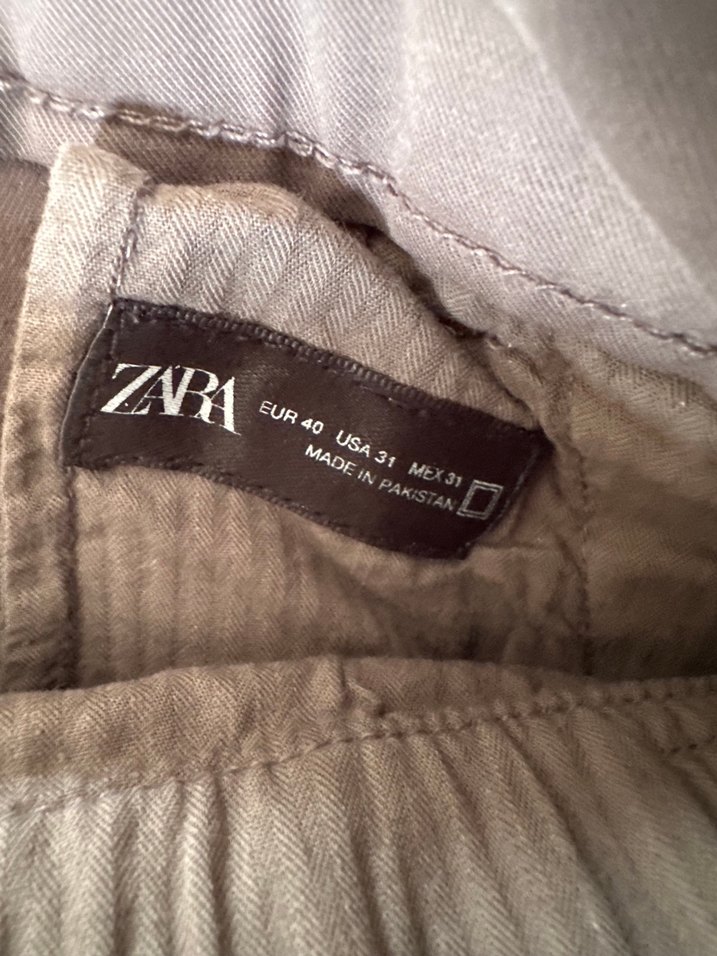 ZARA
EUR 40 USA 31 MEX 31
MADE IN PAKISTAN